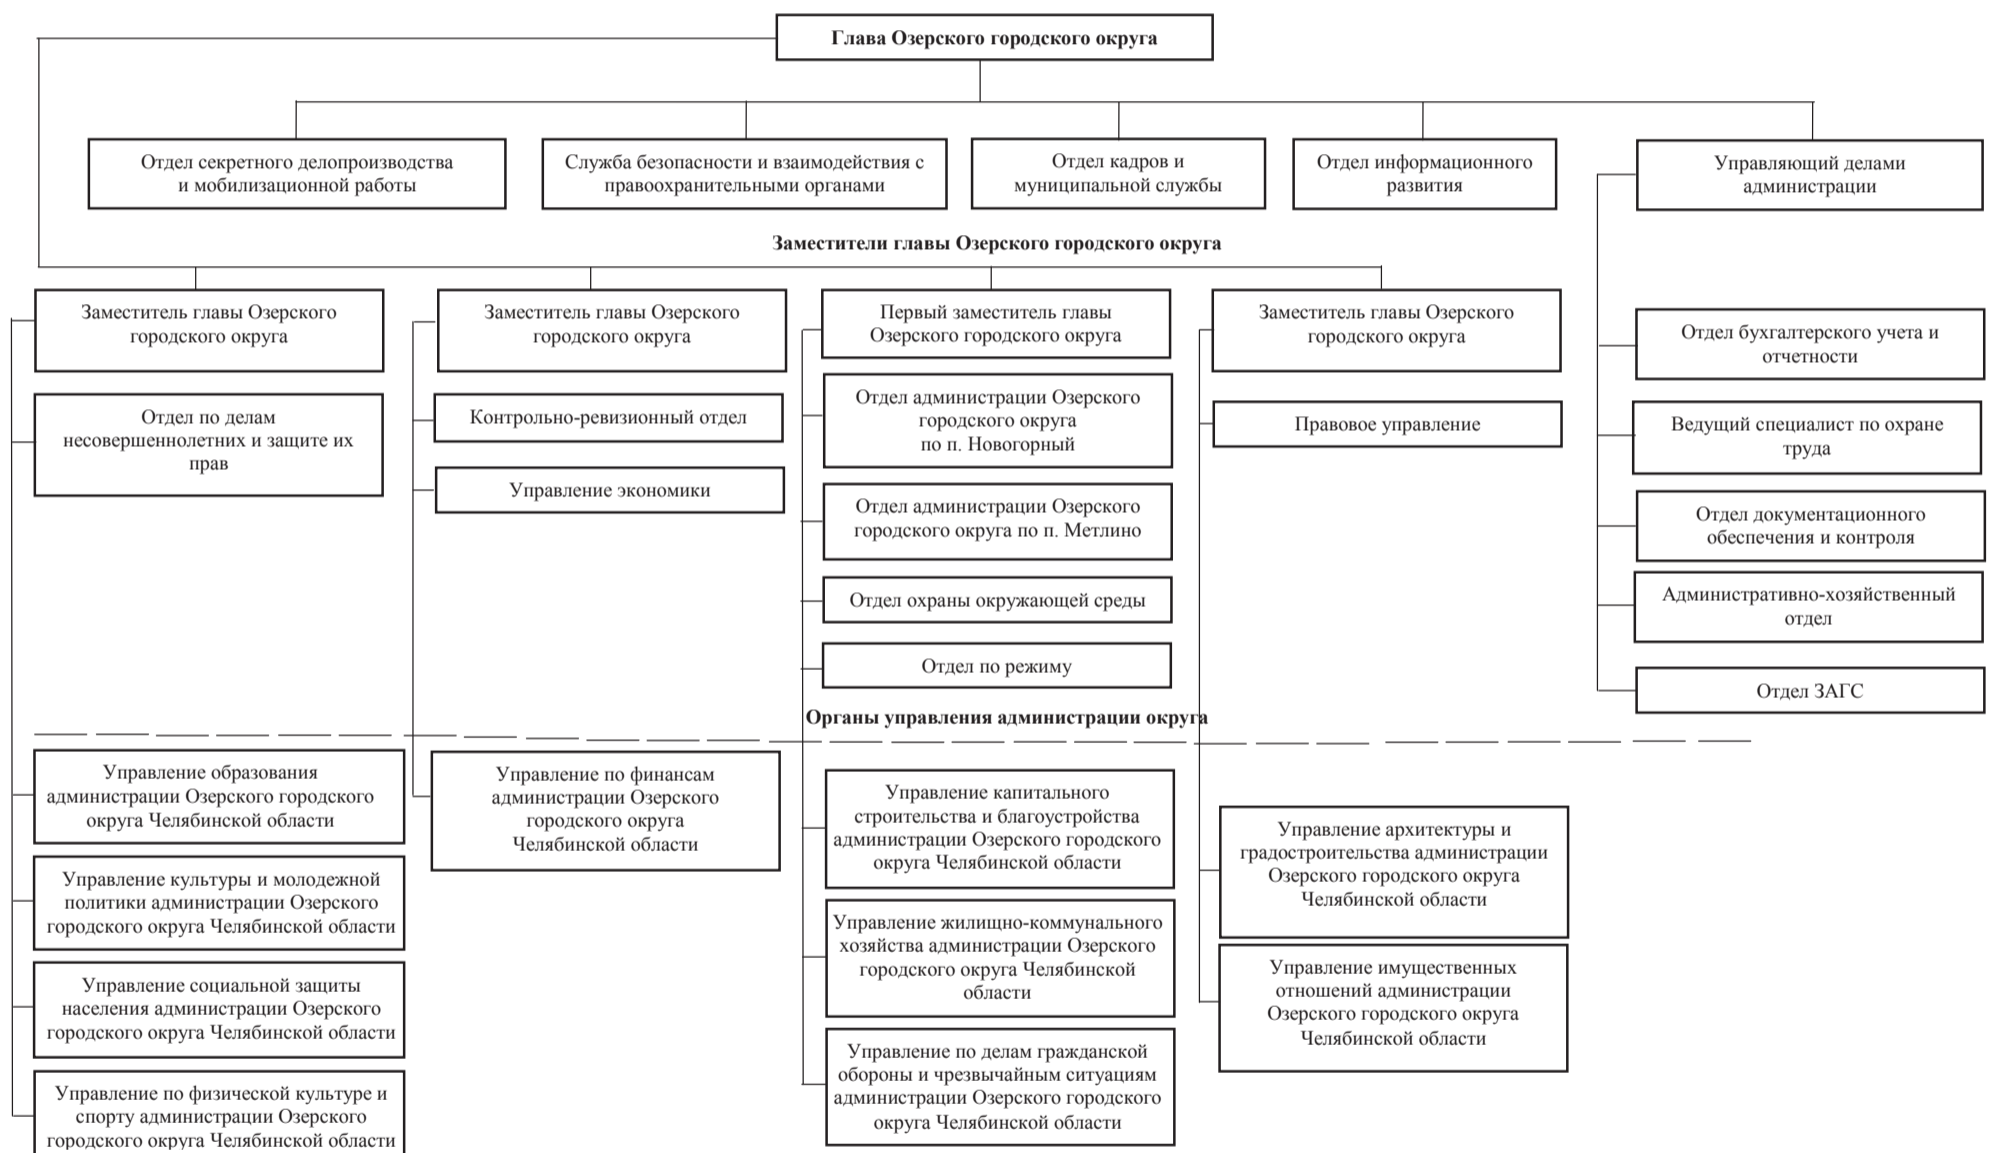 Глава Озерского городского округа
Отдел секретного делопроизводства
и мобилизационной работы
Служба безопасности и взаимодействия с
правоохранительными органами
Отдел кадров и
муниципальной службы
Отдел информационного
развития
Управляющий делами
администрации
Заместители главы Озерского городского округа
Заместитель главы Озерского
городского округа
Отдел по делам
несовершеннолетних и защите их
прав
Заместитель главы Озерского
городского округа
Контрольно-ревизионный отдел
Управление экономики
Первый заместитель главы
Озерского городского округа
Отдел администрации Озерского
городского округа
по п. Новогорный
Отдел администрации Озерского
городского округа по п. Метлино
Отдел охраны окружающей среды
Отдел по режиму
Заместитель главы Озерского
городского округа
Правовое управление
Отдел бухгалтерского учета и
отчетности
Ведущий специалист по охране
труда
Отдел документационного
обеспечения и контроля
Административно-хозяйственный
отдел
Отдел ЗАГС
Органы управления администрации округа
Управление образования
администрации Озерского городского
округа Челябинской области
Управление культуры и молодежной
политики администрации Озерского
городского округа Челябинской области
Управление социальной защиты
населения администрации Озерского
городского округа Челябинской области
Управление по физической культуре и
спорту администрации Озерского
городского округа Челябинской области
Управление по финансам
администрации Озерского
городского округа
Челябинской области
Управление капитального
строительства и благоустройства
администрации Озерского городского
округа Челябинской области
Управление жилищно-коммунального
хозяйства администрации Озерского
городского округа Челябинской
области
Управление по делам гражданской
обороны и чрезвычайным ситуациям
администрации Озерского городского
округа Челябинской области
Управление архитектуры и
градостроительства администрации
Озерского городского округа
Челябинской области
Управление имущественных
отношений администрации
Озерского городского округа
Челябинской области